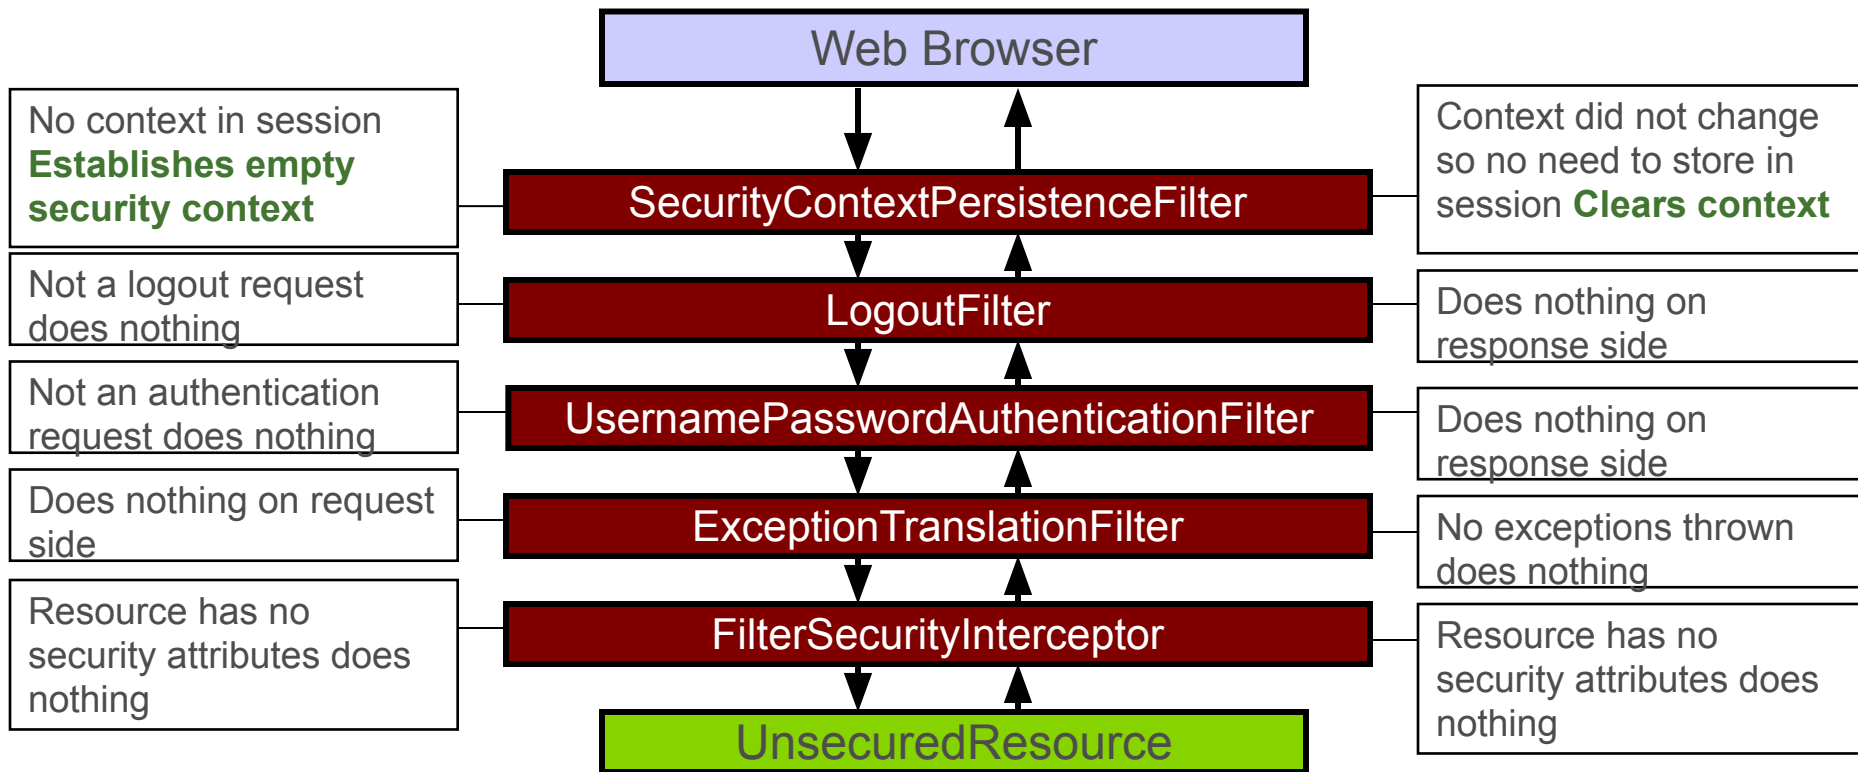 Web Browser
No context in session
Establishes empty
security context
SecurityContextPersistenceFilter
Context did not change
so no need to store in
session Clears context
Not a logout request
does nothing
LogoutFilter
Does nothing on
response side
Not an authentication
request does nothing
UsernamePasswordAuthenticationFilter
Does nothing on
response side
Does nothing on request
side
ExceptionTranslationFilter
No exceptions thrown
does nothing
Resource has no
security attributes does
nothing
FilterSecurityInterceptor
Resource has no
security attributes does
nothing
UnsecuredResource